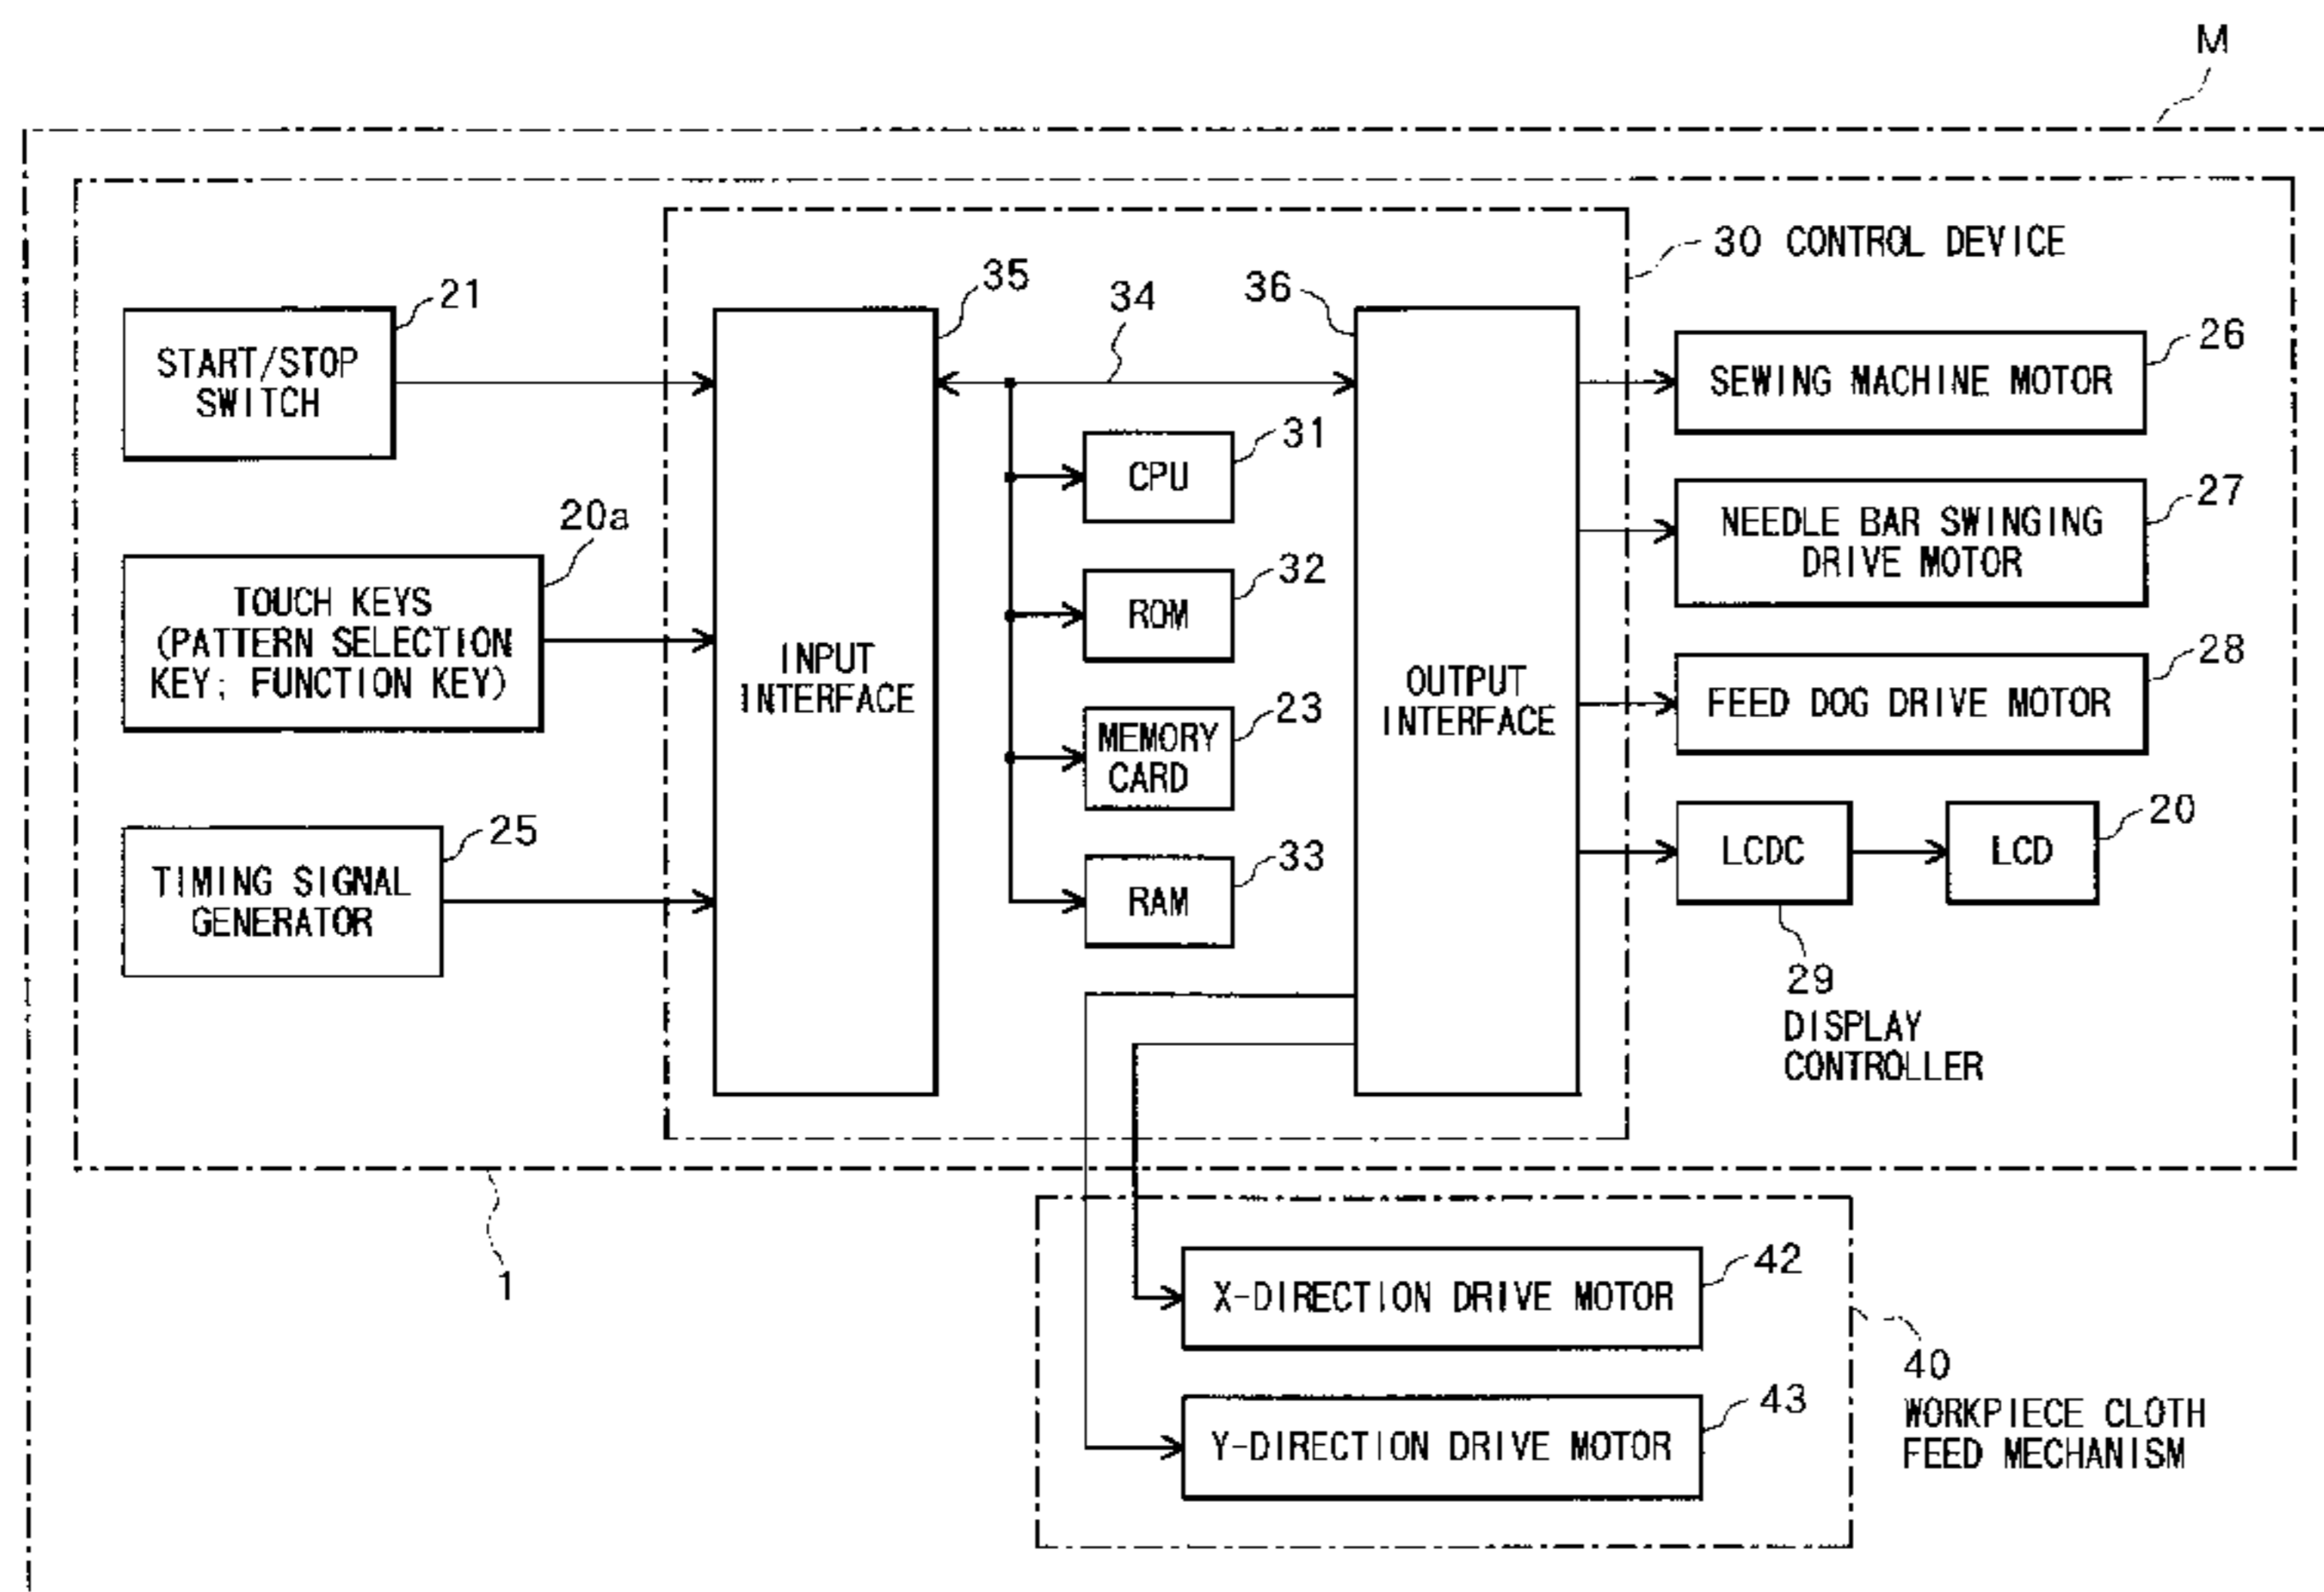 M
30 CONTROL DEVICE
21
START/STOP
SWITCH
35
34
36
26
SEWING MACHINE MOTOR
31
CPU
27
NEEDLE BAR SWINGING
DRIVE MOTOR
20a
TOUCH KEYS
(PATTERN SELECTION
KEY; FUNCTION KEY)
INPUT
INTERFACE
32
ROM
OUTPUT
INTERFACE
28
FEED DOG DRIVE MOTOR
23
MEMORY
CARD
25
TIMING SIGNAL
GENERATOR
33
RAM
LCDC
20
LCD
29
DISPLAY
CONTROLLER
1
42
X-DIRECTION DRIVE MOTOR
43
Y-DIRECTION DRIVE MOTOR
40
WORKPIECE CLOTH
FEED MECHANISM